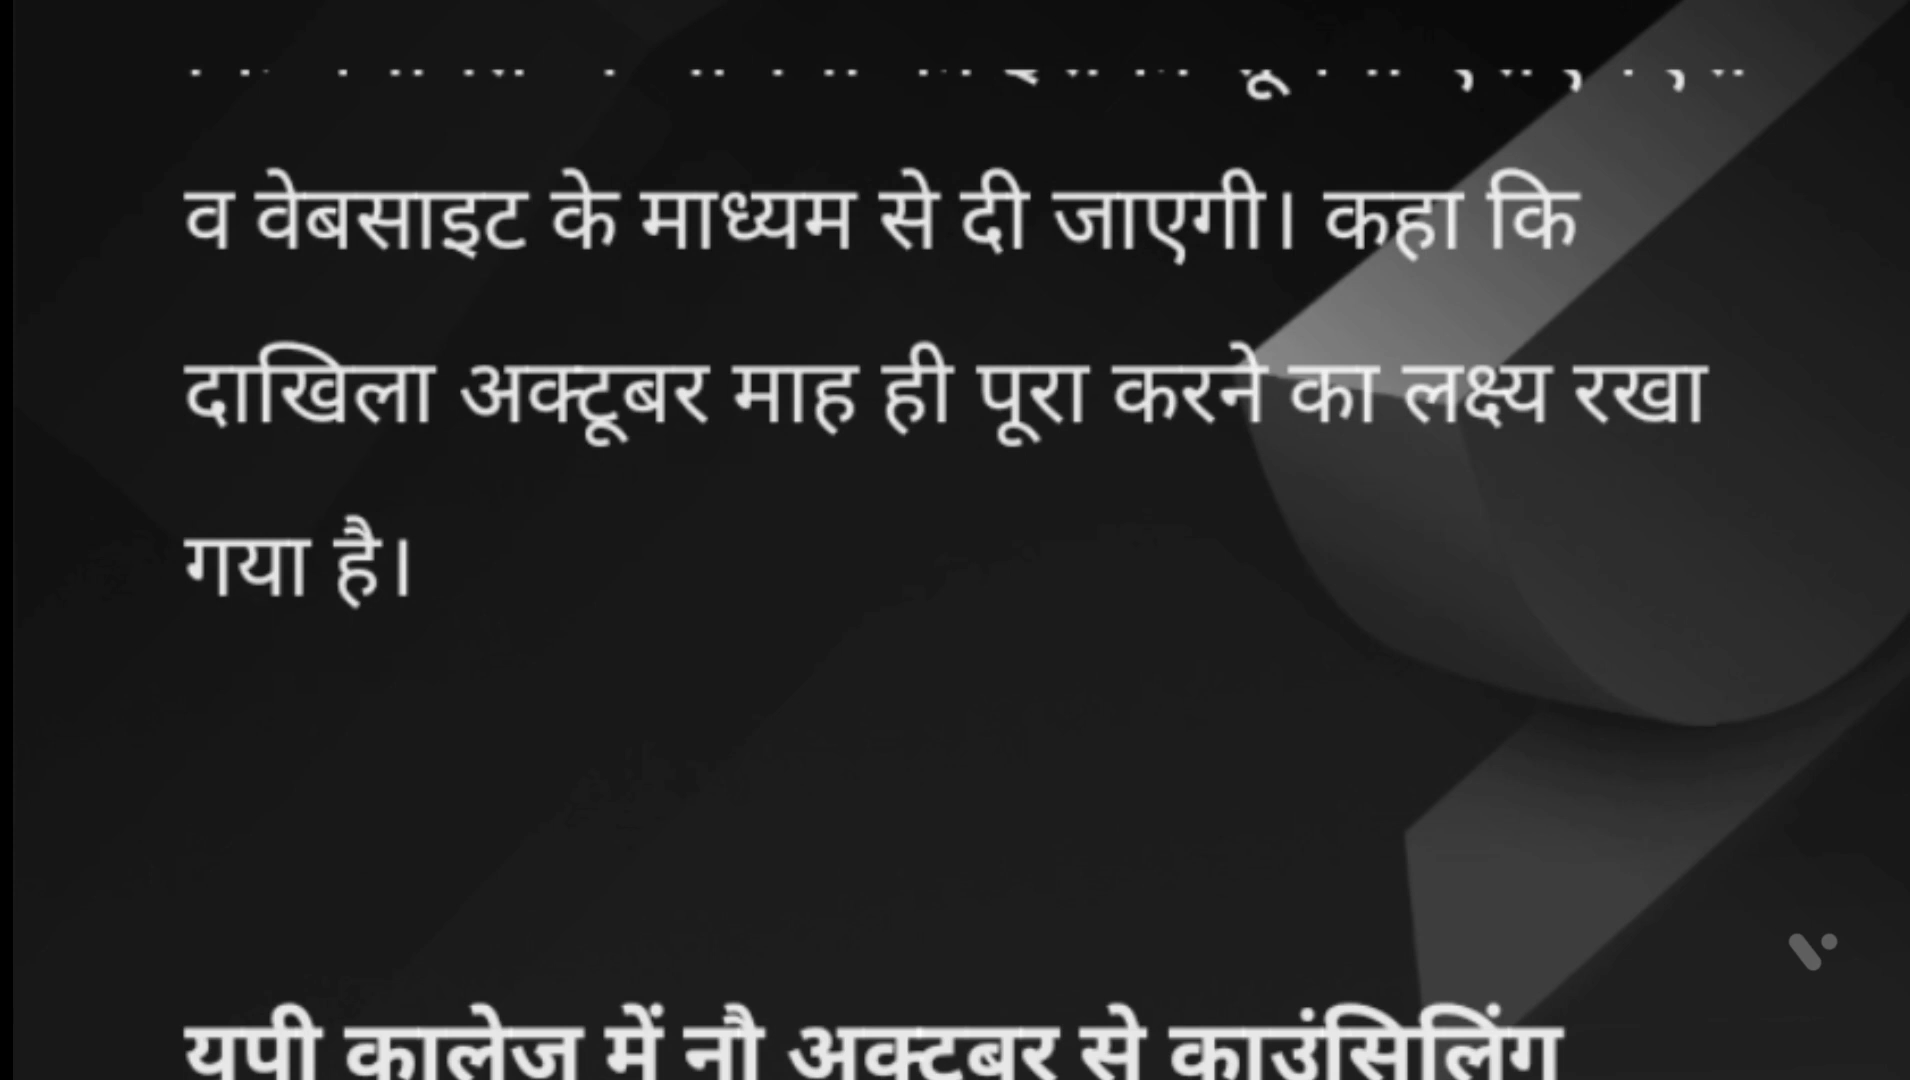 व वेबसाइट के माध्यम से दी जाएगी। कहा कि
दाखिला अक्टूबर माह ही पूरा करने का लक्ष्य रखा
गया है।
यूपी कालेज में नौ अक्टूबर से काउंसिलिंग